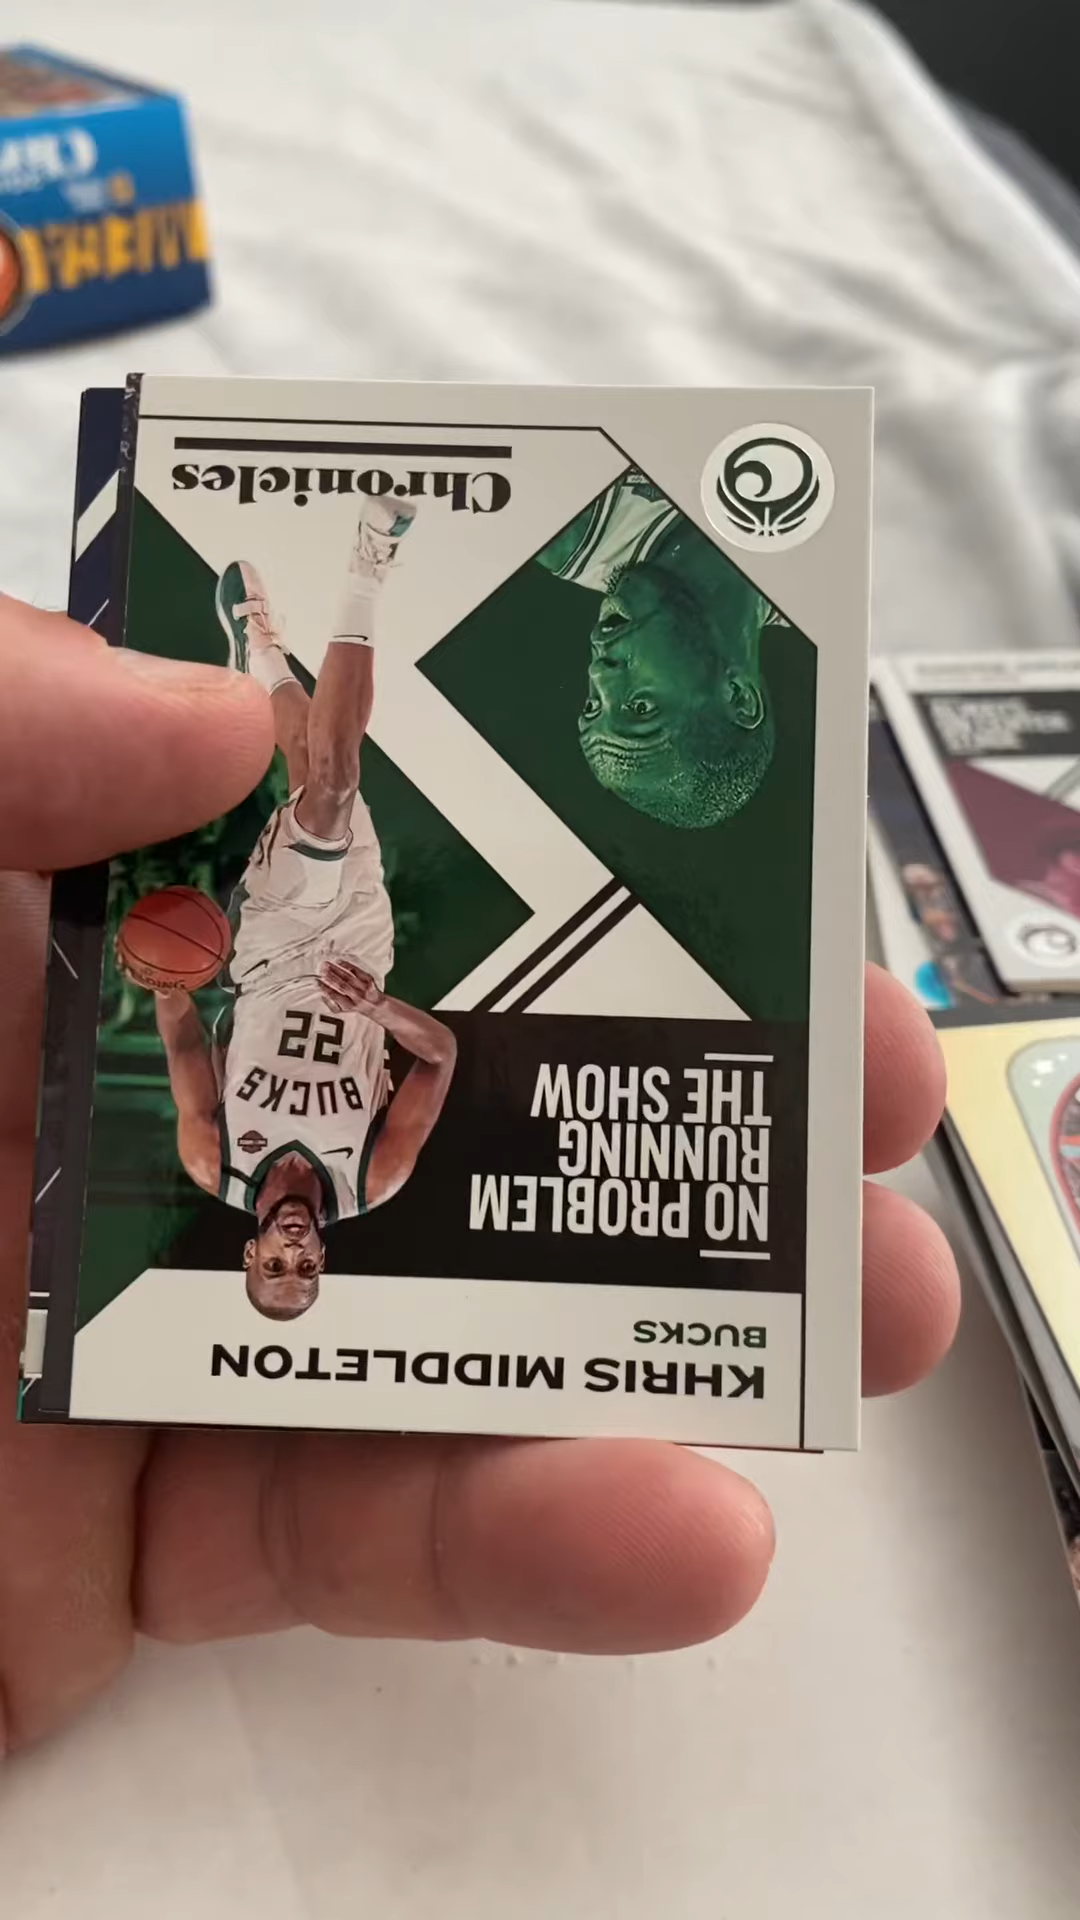 KHRIS MIDDLETON
BUCKS
NO PROBLEM
RUNNING
THE SHOW
BUCKS
22
Chronicles